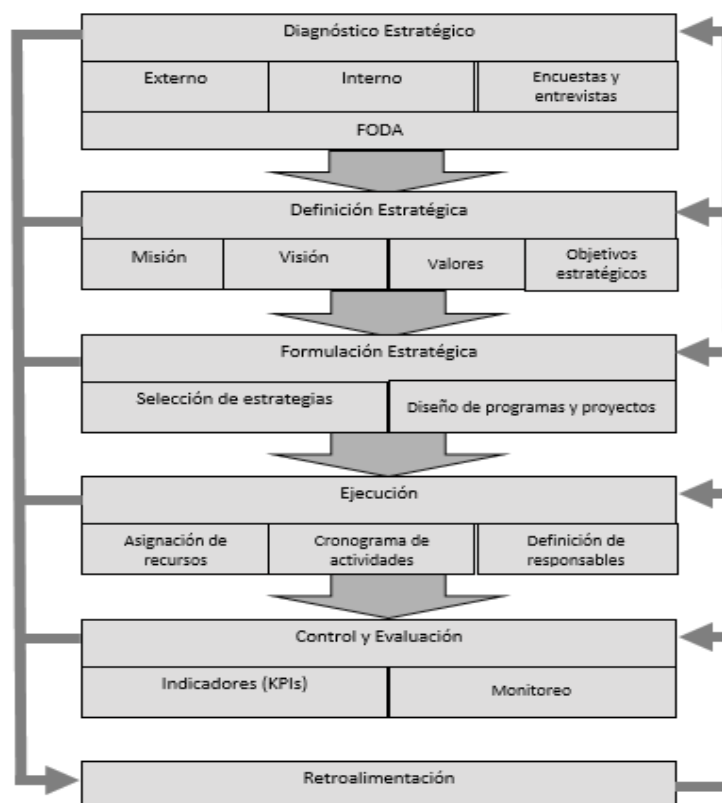 Diagnóstico Estratégico
Externo
Interno
Encuestas y
entrevistas
FODA
Definición Estratégica
Misión
Visión
Valores
Objetivos
estratégicos
Formulación Estratégica
Selección de estrategias
Diseño de programas y proyectos
Ejecución
Asignación de
recursos
Cronograma de
actividades
Definición de
responsables
Control y Evaluación
Indicadores (KPIs)
Monitoreo
Retroalimentación